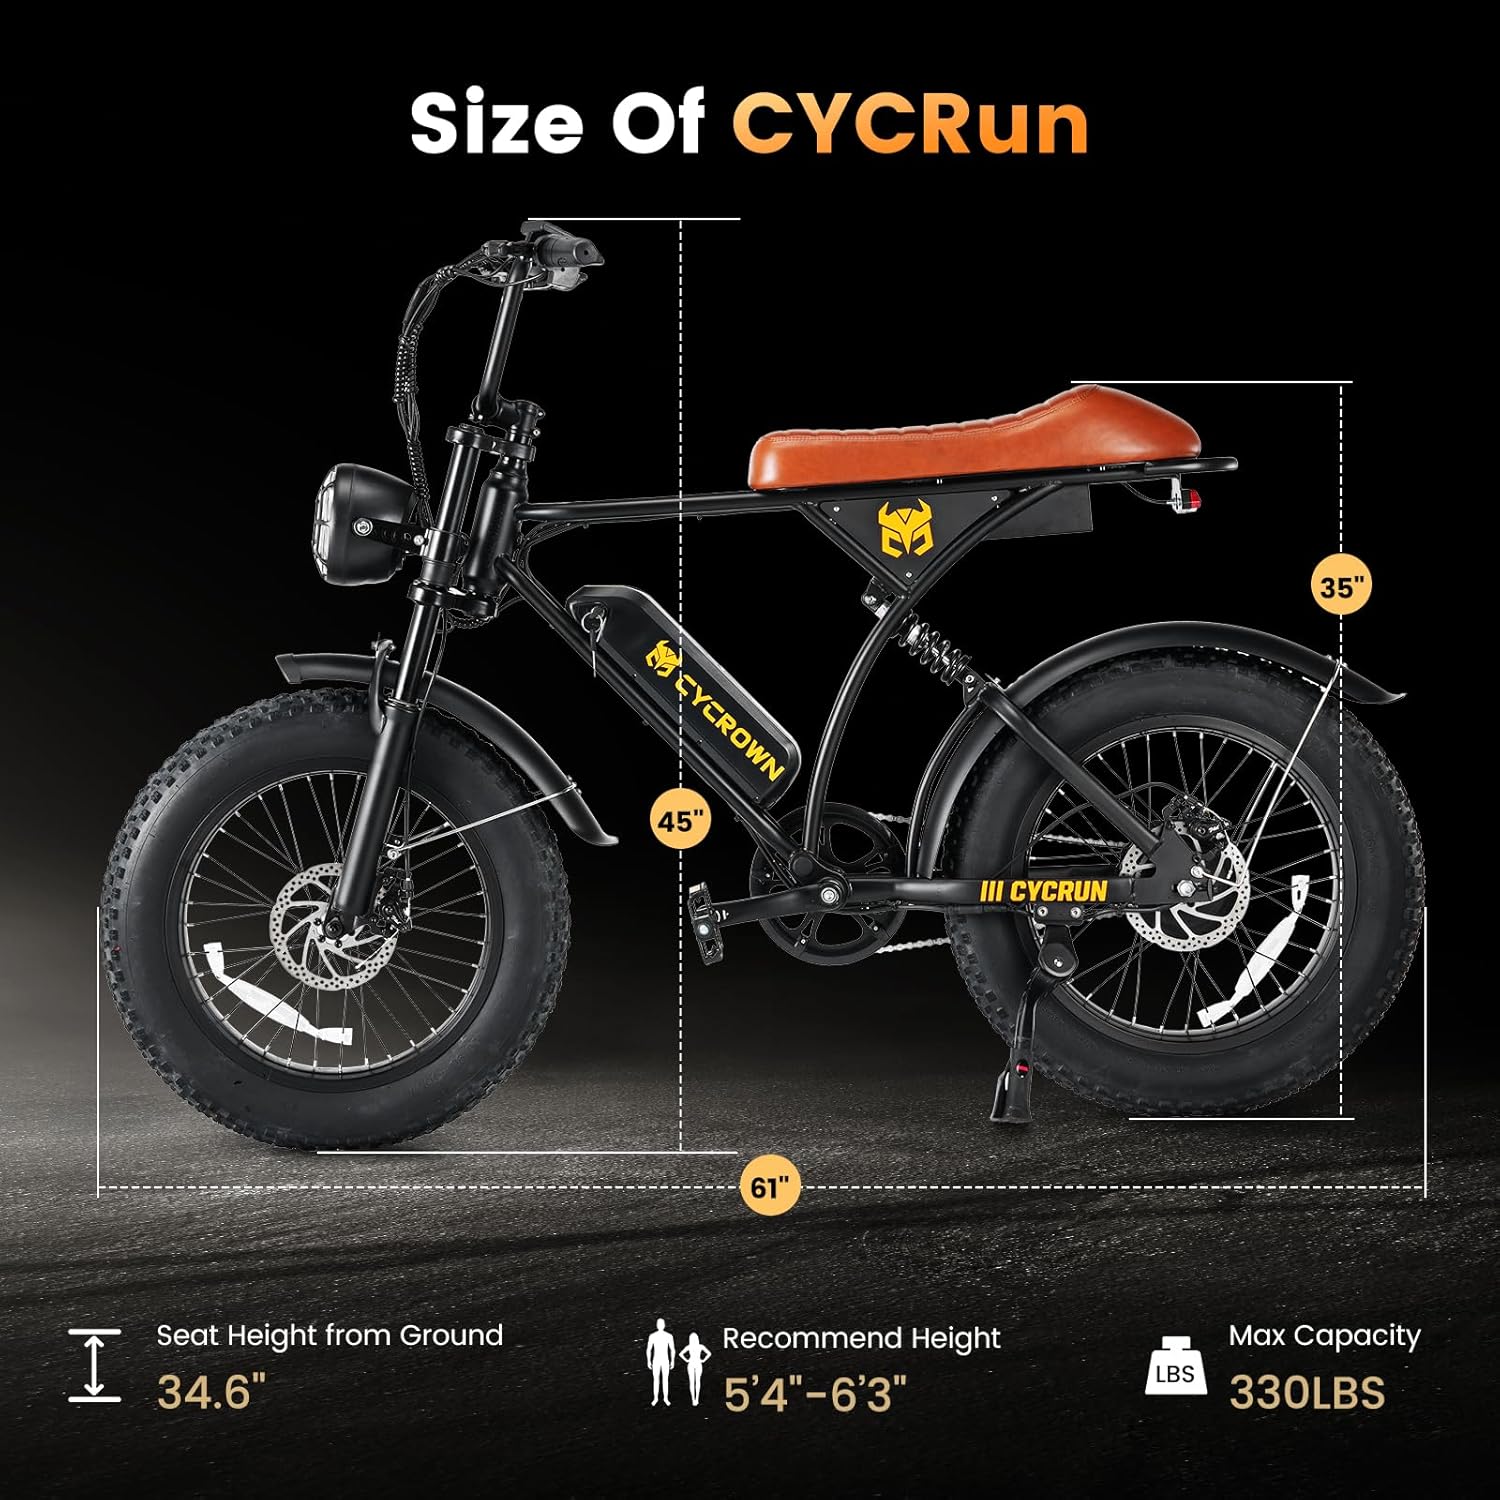 Size Of CYCRun
35"
CYCROWN
45"
III CYCRUN
61"
Seat Height from Ground
34.6"
Recommend Height
5'4"-6'3"
LBS
Max Capacity
330LBS